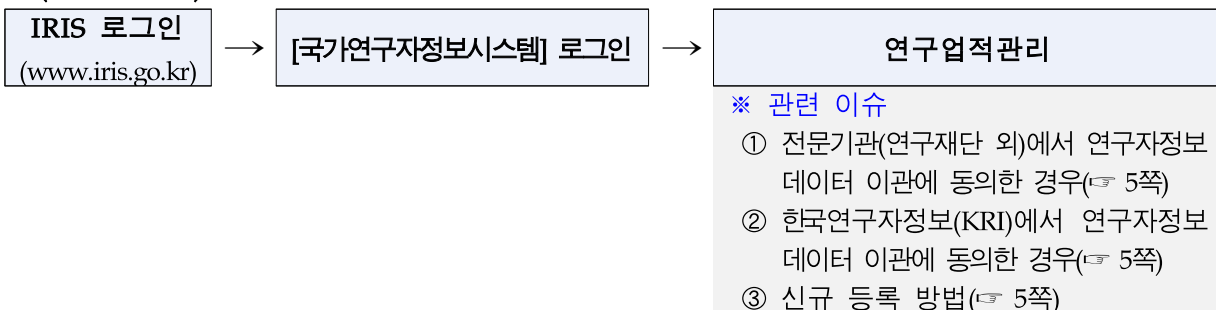 IRIS 로그인
(www.iris.go.kr)
→
[국가연구자정보시스템] 로그인
→
연구업적관리
※ 관련 이슈
① 전문기관(연구재단 외)에서 연구자정보
데이터 이관에 동의한 경우(☞ 5쪽)
② 한국연구자정보(KRI)에서 연구자정보
데이터 이관에 동의한 경우(☞ 5쪽)
③ 신규 등록 방법(☞ 5쪽)